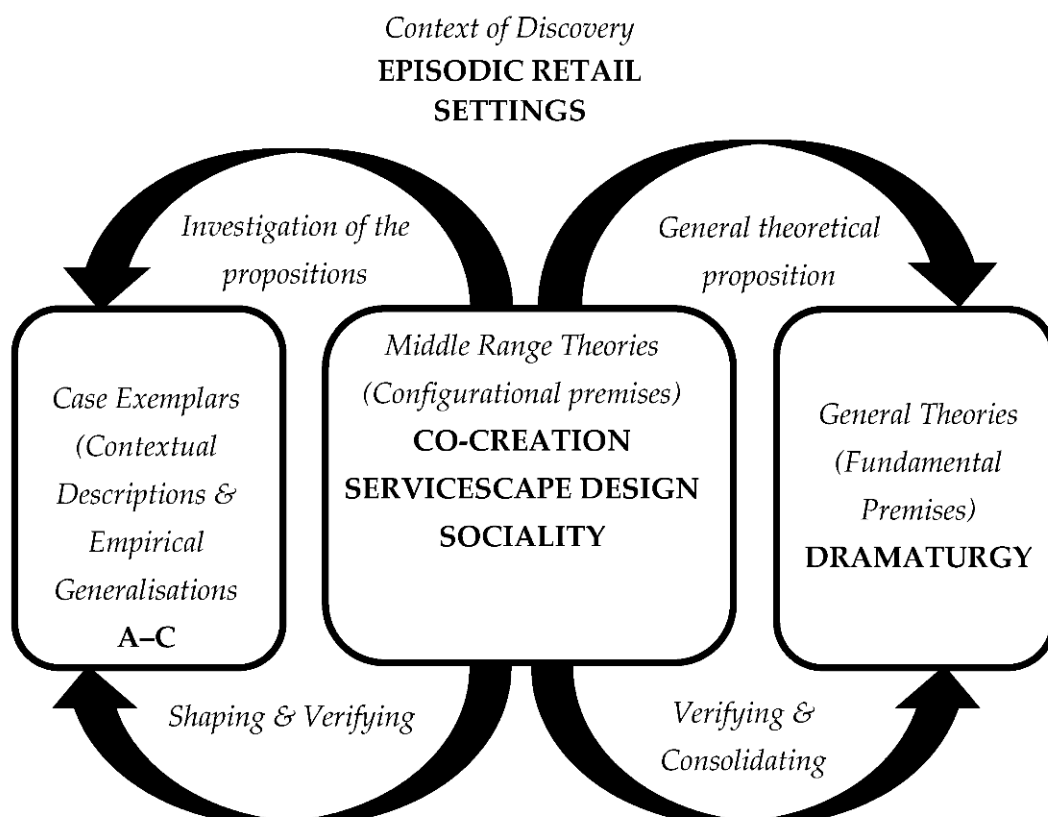 Context of Discovery
EPISODIC RETAIL
SETTINGS
Investigation of the
propositions
General theoretical
proposition
Case Exemplars
(Contextual
Descriptions &
Empirical
Generalisations
A–C
Middle Range Theories
(Configurational premises)
CO-CREATION
SERVICESCAPE DESIGN
SOCIALITY
General Theories
(Fundamental
Premises)
DRAMATURGY
Shaping & Verifying
Verifying &
Consolidating